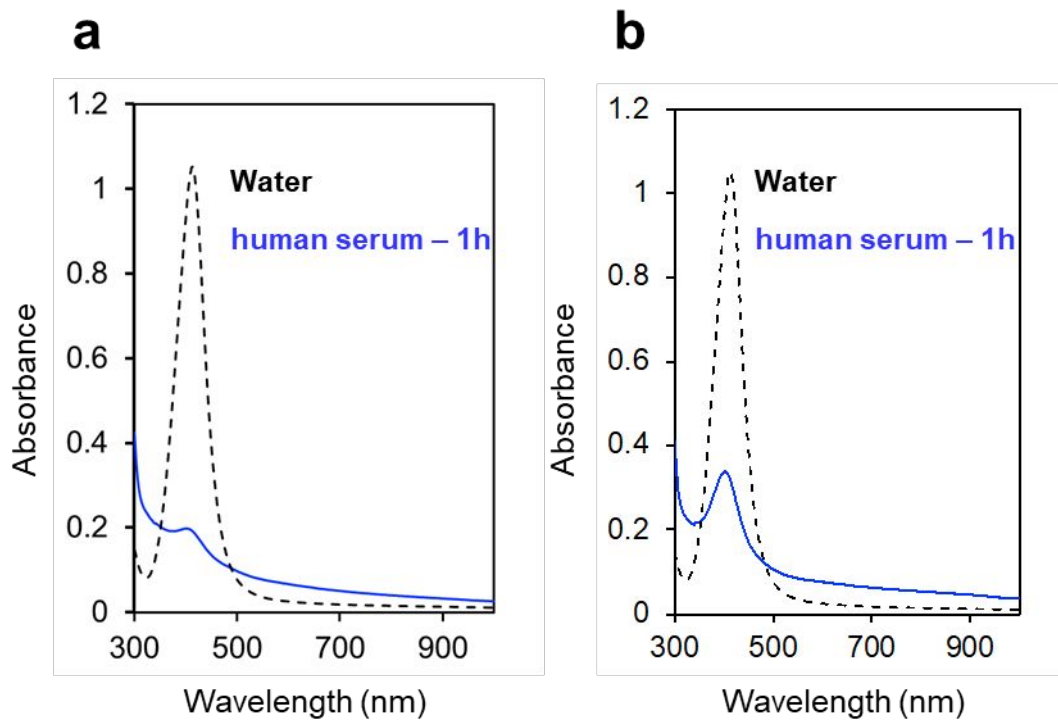 a
1.2
1
0.8
0.6
0.4
0.2
0
Absorbance
Water
human serum – 1h
300
500
700
900
Wavelength (nm)
b
1.2
1
0.8
0.6
0.4
0.2
0
Absorbance
Water
human serum – 1h
300
500
700
900
Wavelength (nm)